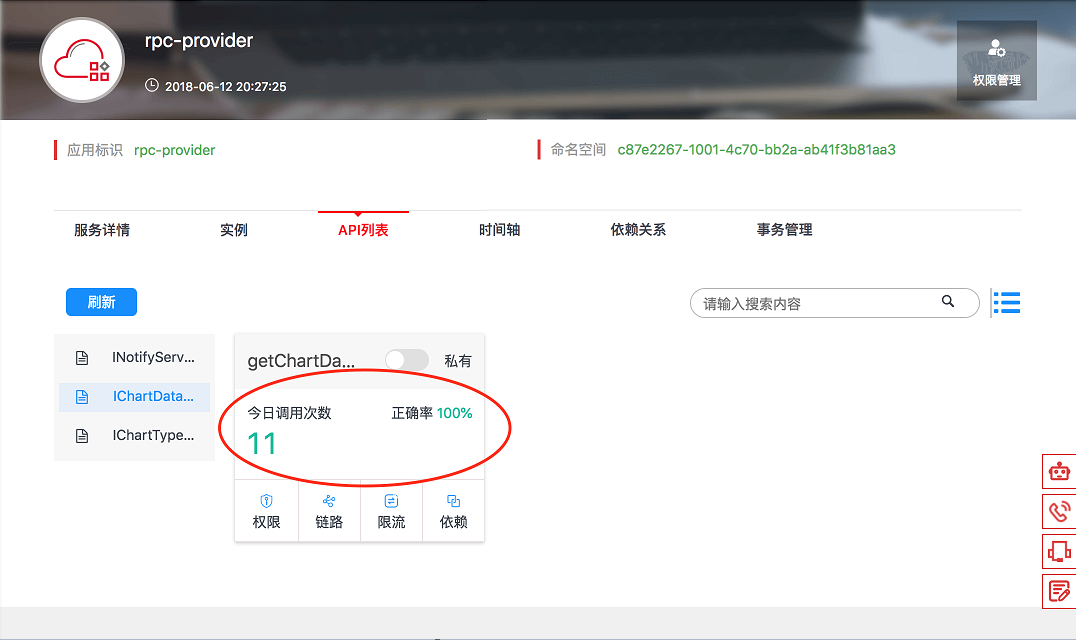 rpc-provider
2018-06-12 20:27:25
权限管理
应用标识 rpc-provider
命名空间 c87e2267-1001-4c70-bb2a-ab41f3b81aa3
服务详情 实例 API列表 时间轴 依赖关系 事务管理
刷新
请输入搜索内容
INotifyServ...
IChartData...
IChartType...
getChartDa... 私有
今日调用次数 正确率 100%
11
权限 链路 限流 依赖